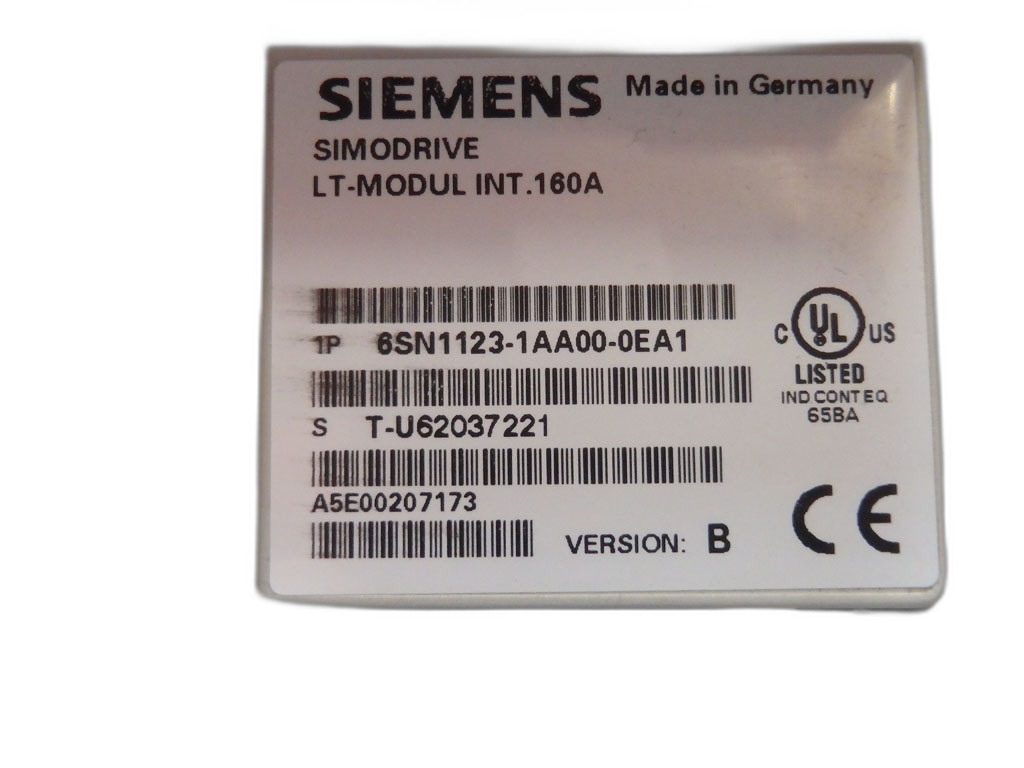 SIEMENS Made in Germany
SIMODRIVE
LT-MODUL INT.160A
1P 6SN1123-1AA00-0EA1
S T-U62037221
A5E00207173
VERSION: B
C UL US
LISTED
IND CONT EQ
65BA
CE